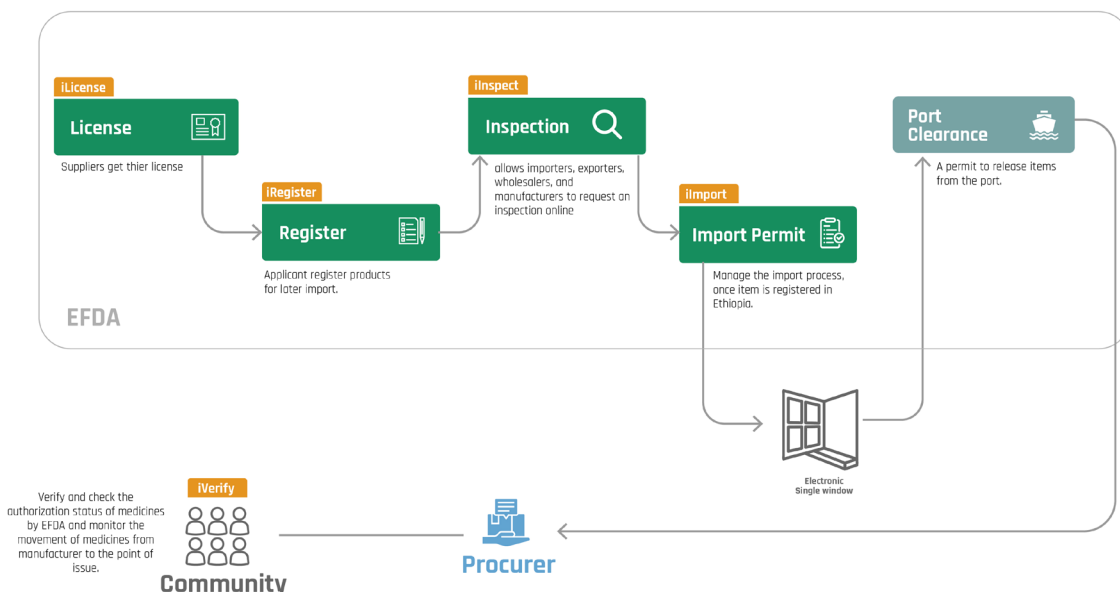 iLicense
License
Suppliers get thier license
iRegister
Register
Applicant register products
for later import.
iInspect
Inspection
allows importers, exporters,
wholesalers, and
manufacturers to request an
inspection online
iImport
Import Permit
Manage the import process,
once item is registered in
Ethiopia.
Port
Clearance
A permit to release items
from the port.
EFDA
Electronic
Single window
Verify and check the
authorization status of medicines
by EFDA and monitor the
movement of medicines from
manufacturer to the point of
issue.
iVerify
Community
Procurer